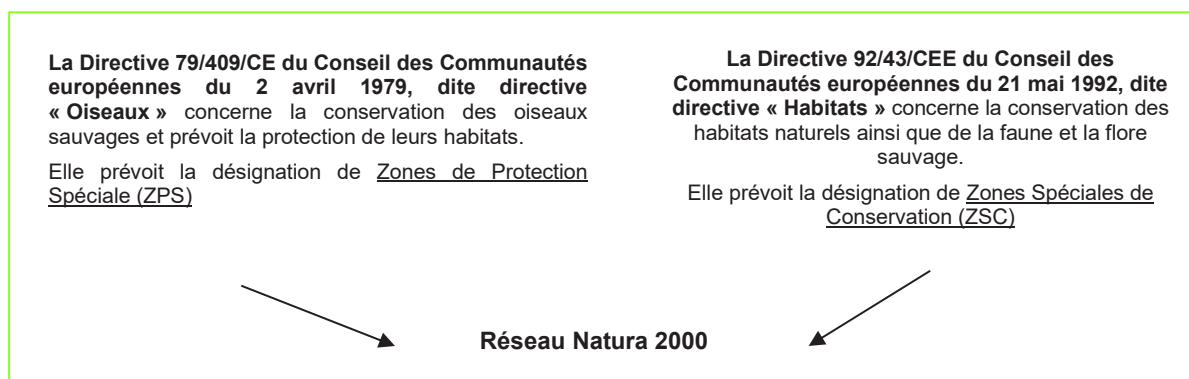 La Directive 79/409/CE du Conseil des Communautés
européennes du 2 avril 1979, dite directive
« Oiseaux » concerne la conservation des oiseaux
sauvages et prévoit la protection de leurs habitats.
Elle prévoit la désignation de Zones de Protection
Spéciale (ZPS)
La Directive 92/43/CEE du Conseil des
Communautés européennes du 21 mai 1992, dite
directive « Habitats » concerne la conservation des
habitats naturels ainsi que de la faune et la flore
sauvage.
Elle prévoit la désignation de Zones Spéciales de
Conservation (ZSC)
Réseau Natura 2000